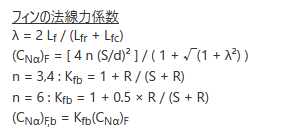 フィンの法線力係数
λ = 2 Lf / (Lfr + Lfc)
(CNα)F = [ 4 n (S/d)² ] / ( 1 + √(1 + λ²) )
n = 3,4 : Kfb = 1 + R / (S + R)
n = 6 : Kfb = 1 + 0.5 × R / (S + R)
(CNα)F,b = Kfb(CNα)F